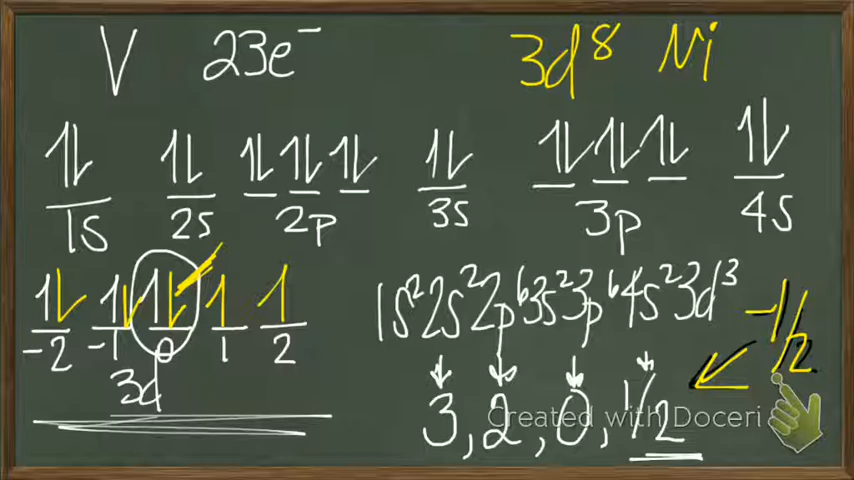 V 23e⁻ 3d⁸ Ni
1s 2s 2p 3s 3p 4s
-2 -1 0 1 2
3d
1s²2s²2p⁶3s²3p⁶4s²3d³
-1/2
3, 2, 0, 1/2
Created with Doceri